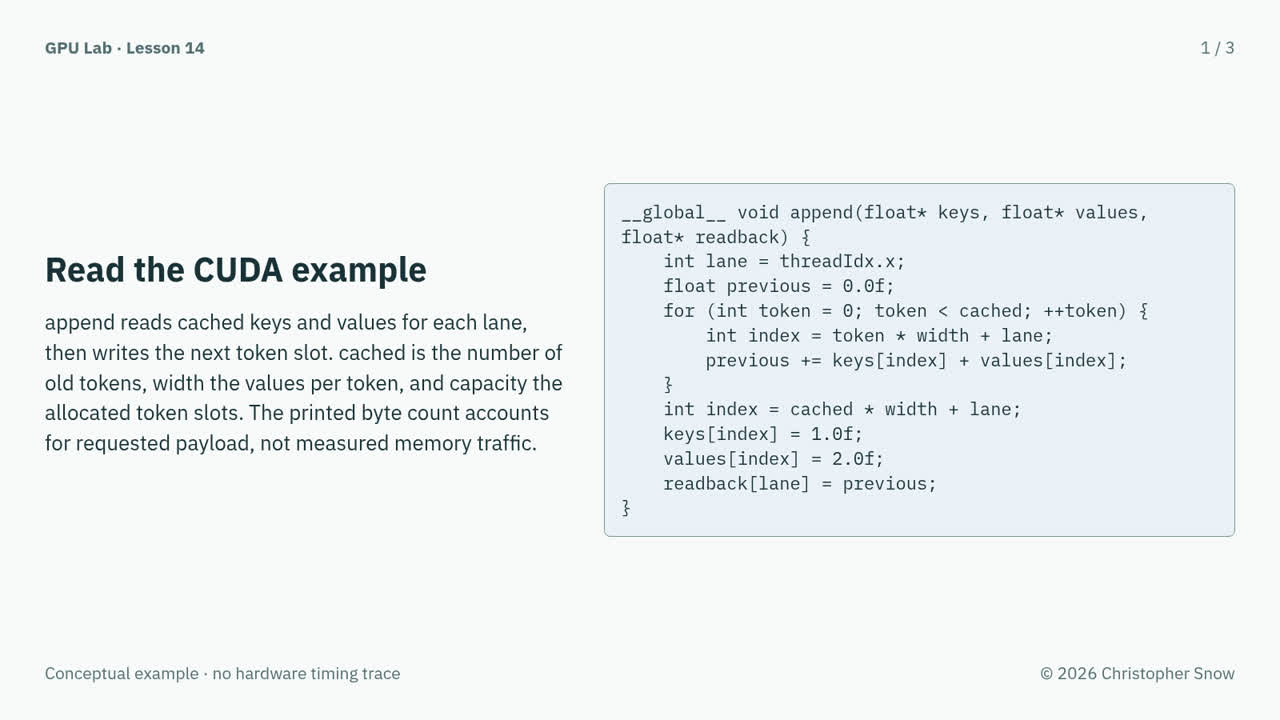 GPU Lab · Lesson 14
1 / 3
Read the CUDA example
append reads cached keys and values for each lane,
then writes the next token slot. cached is the number of
old tokens, width the values per token, and capacity the
allocated token slots. The printed byte count accounts
for requested payload, not measured memory traffic.
__global__ void append(float* keys, float* values,
float* readback) {
    int lane = threadIdx.x;
    float previous = 0.0f;
    for (int token = 0; token < cached; ++token) {
        int index = token * width + lane;
        previous += keys[index] + values[index];
    }
    int index = cached * width + lane;
    keys[index] = 1.0f;
    values[index] = 2.0f;
    readback[lane] = previous;
}
Conceptual example · no hardware timing trace
© 2026 Christopher Snow